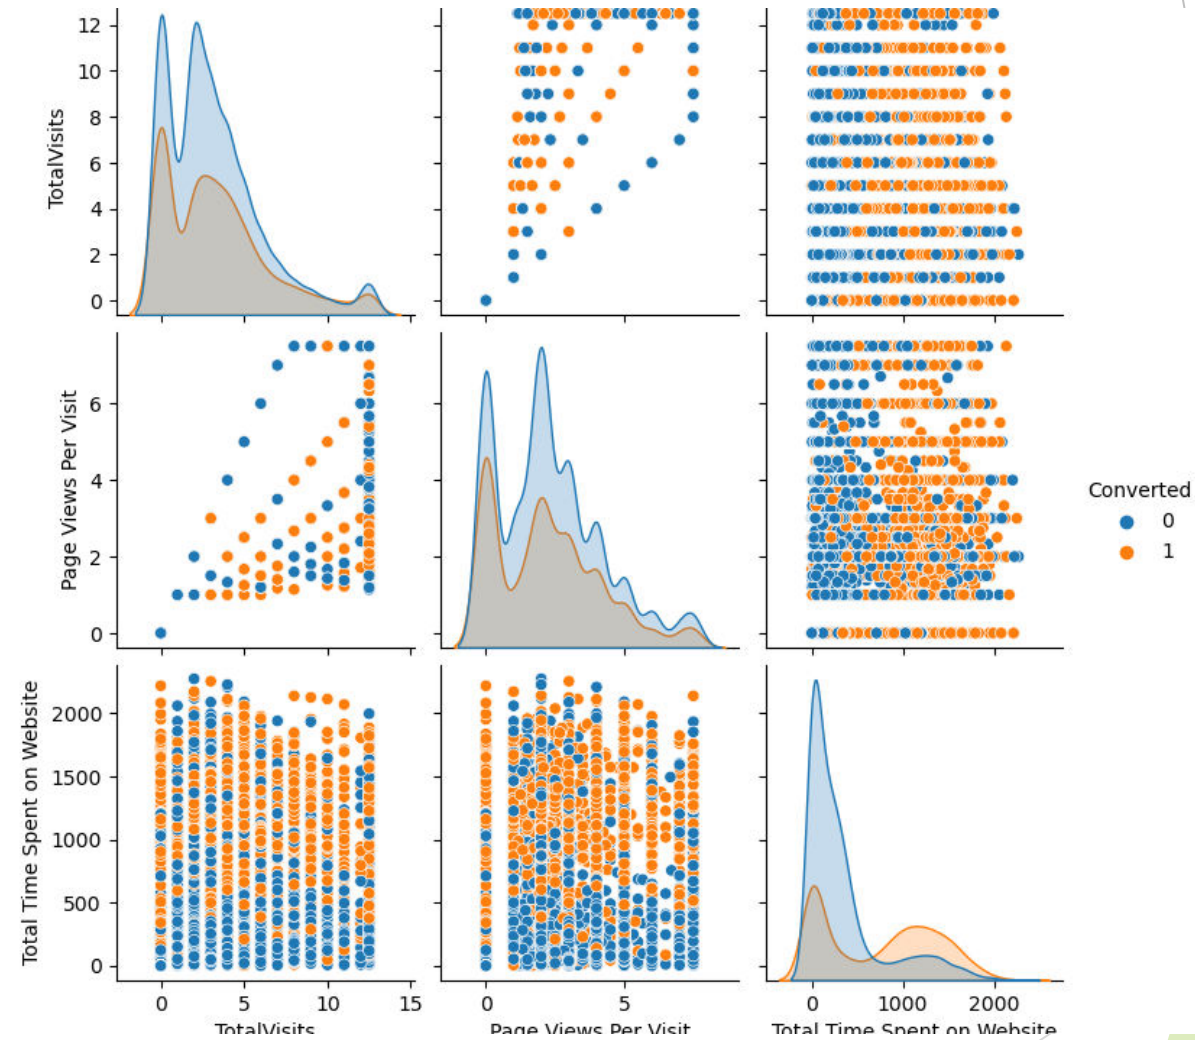 12
10
8
6
4
2
0
TotalVisits
6
4
2
0
Page Views Per Visit
Converted
0
1
2000
1500
1000
500
0
Total Time Spent on Website
0 5 10 15
0 5
0 1000 2000
TotalVisits
Page Views Per Visit
Total Time Spent on Website